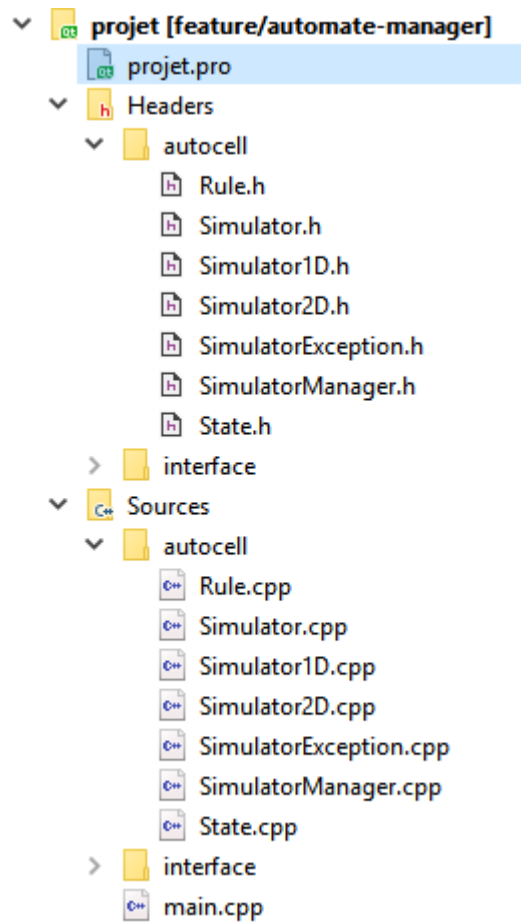 projet [feature/automate-manager]
projet.pro
Headers
autocell
Rule.h
Simulator.h
Simulator1D.h
Simulator2D.h
SimulatorException.h
SimulatorManager.h
State.h
interface
Sources
autocell
Rule.cpp
Simulator.cpp
Simulator1D.cpp
Simulator2D.cpp
SimulatorException.cpp
SimulatorManager.cpp
State.cpp
interface
main.cpp